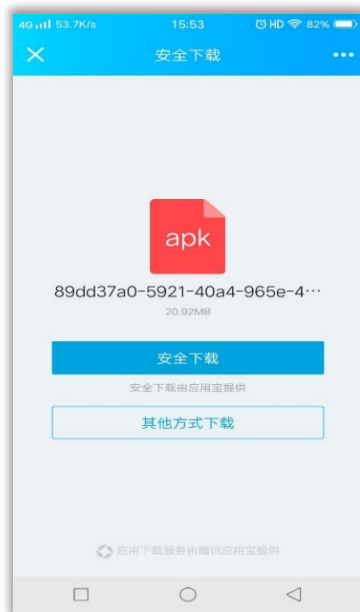 4G 53.7K/s 15:53 HD 82%
安全下载
apk
89dd37a0-5921-40a4-965e-4···
20.92MB
安全下载
安全下载由应用宝提供
其他方式下载
应用下载服务由腾讯应用宝提供